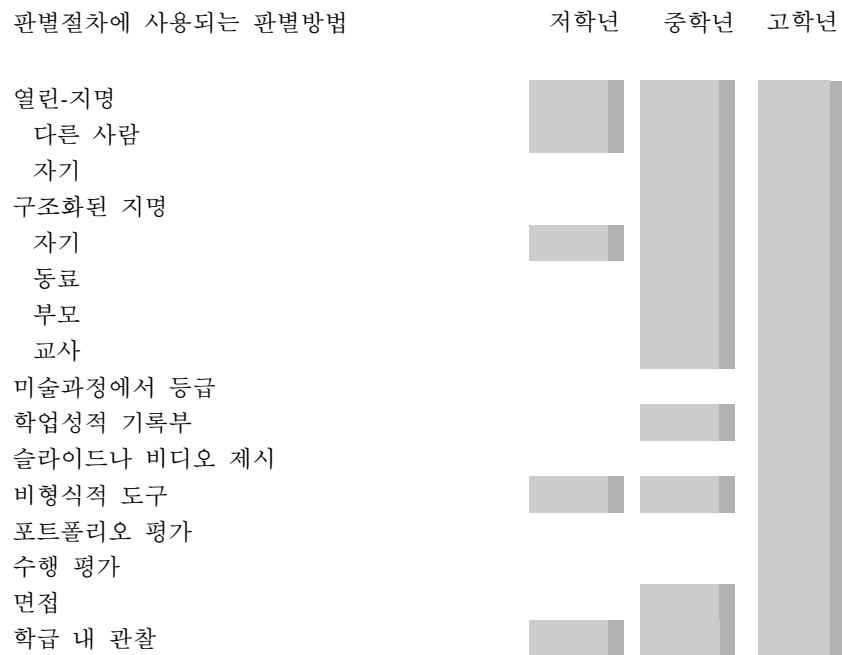 판별절차에 사용되는 판별방법 저학년 중학년 고학년
열린-지명
다른 사람
자기
구조화된 지명
자기
동료
부모
교사
미술과정에서 등급
학업성적 기록부
슬라이드나 비디오 제시
비형식적 도구
포트폴리오 평가
수행 평가
면접
학급 내 관찰